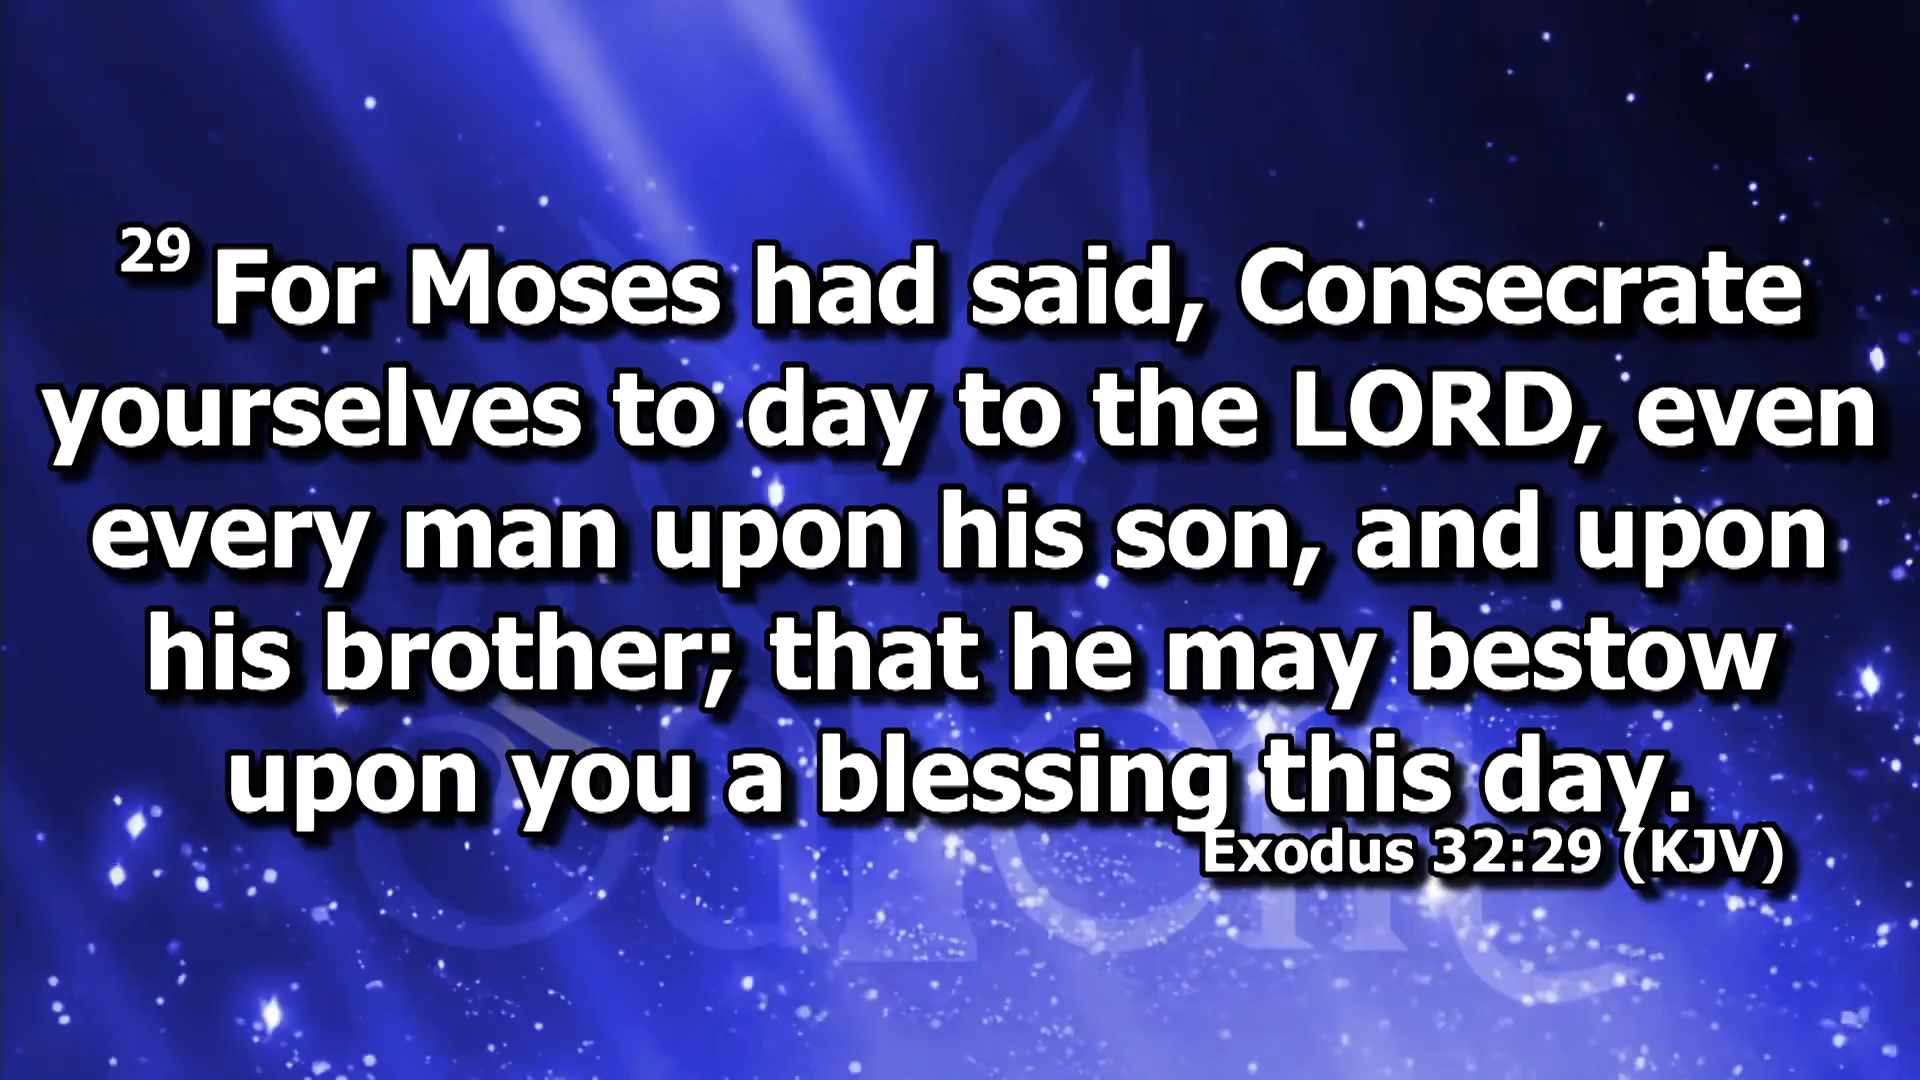 29 For Moses had said, Consecrate
yourselves to day to the LORD, even
every man upon his son, and upon
his brother; that he may bestow
upon you a blessing this day.
Exodus 32:29 (KJV)